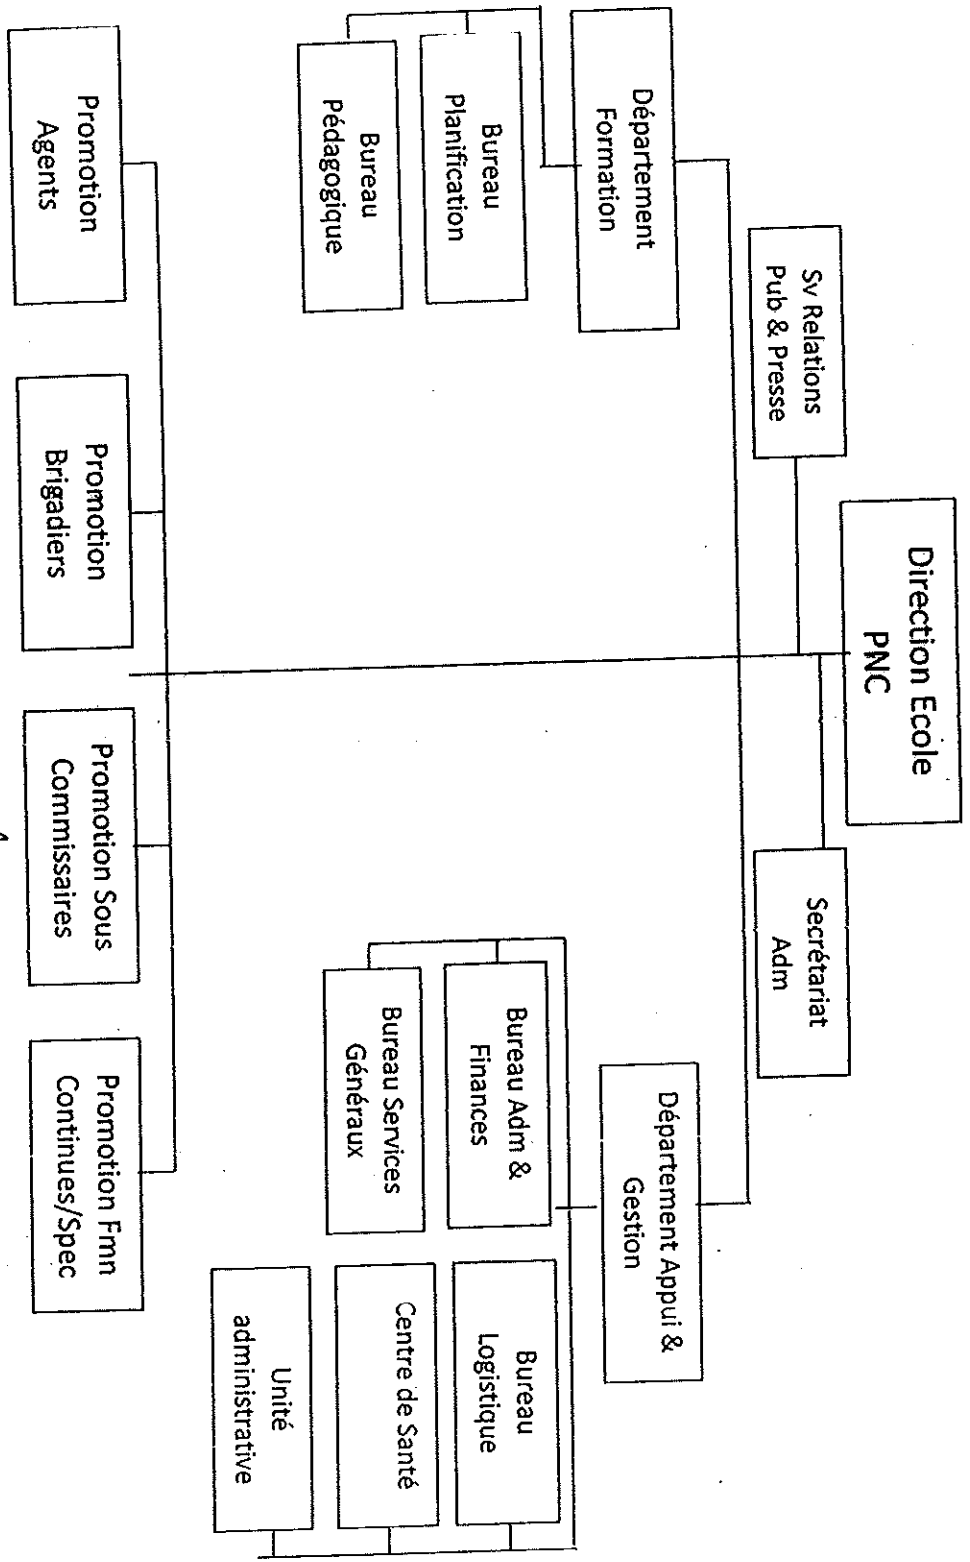 Direction Ecole
PNC
Sv Relations
Pub & Presse
Secrétariat
Adm
Département
Formation
Département Appui &
Gestion
Bureau
Planification
Bureau
Pédagogique
Bureau Adm &
Finances
Bureau Services
Généraux
Bureau
Logistique
Centre de Santé
Unité
administrative
Promotion
Agents
Promotion
Brigadiers
Promotion Sous
Commissaires
Promotion Fmn
Continues/Spec